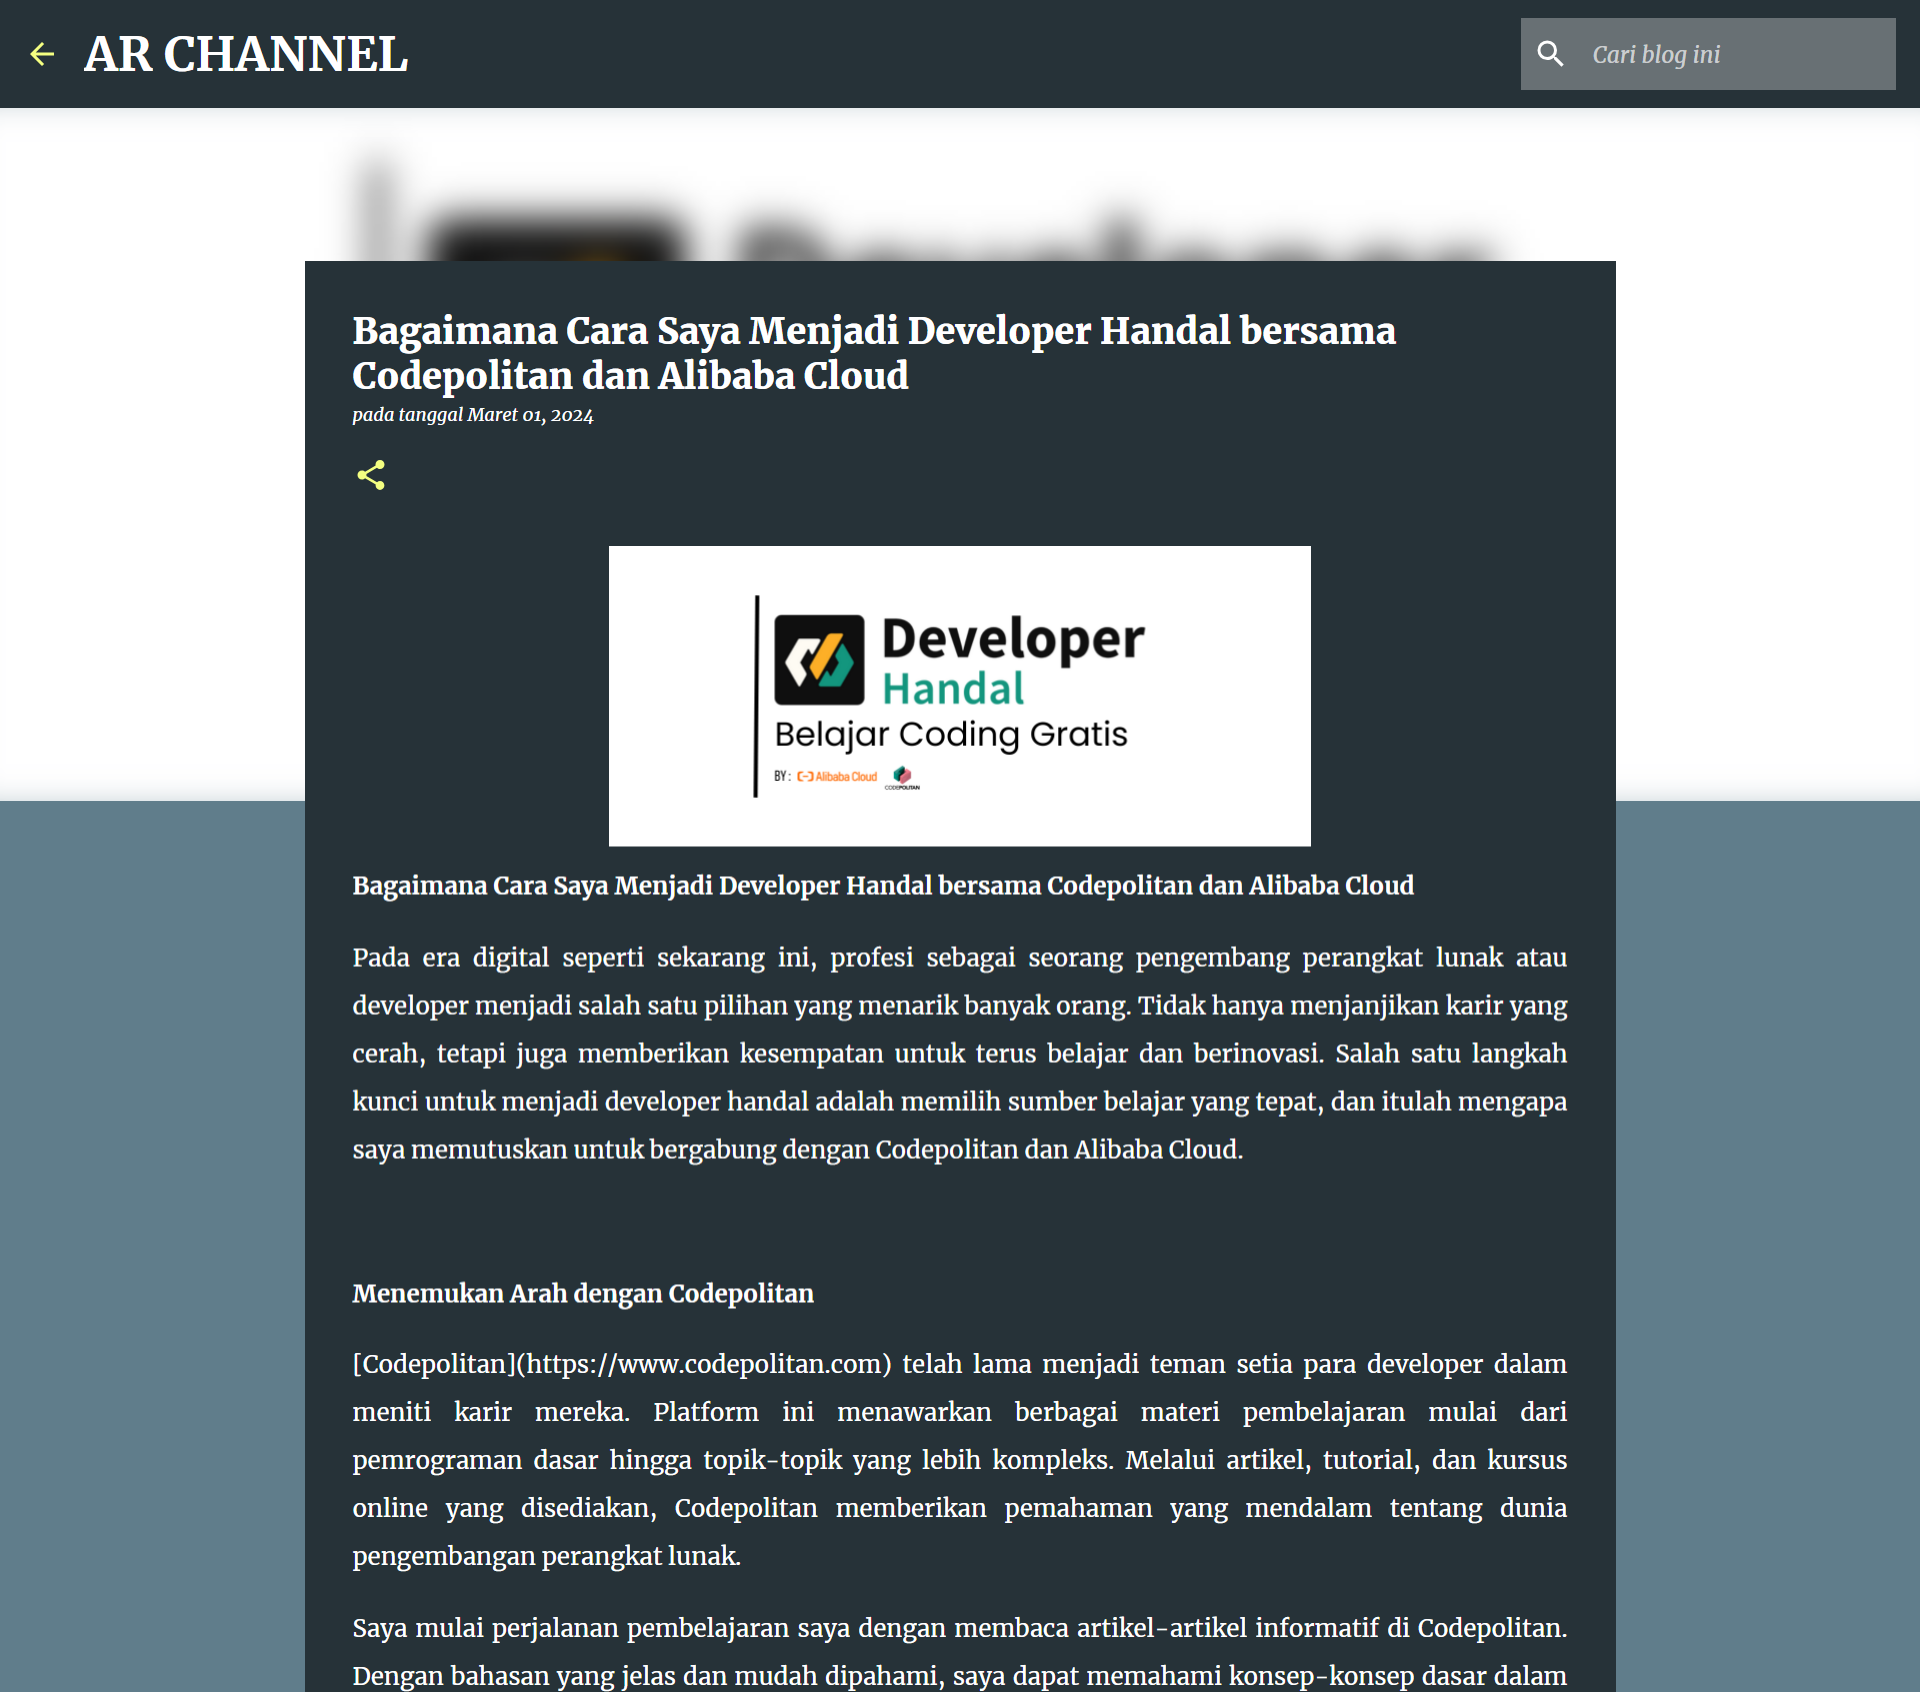 AR CHANNEL
Cari blog ini
Bagaimana Cara Saya Menjadi Developer Handal bersama
Codepolitan dan Alibaba Cloud
pada tanggal Maret 01, 2024
Developer
Handal
Belajar Coding Gratis
BY : Alibaba Cloud
CODEPOLITAN
Bagaimana Cara Saya Menjadi Developer Handal bersama Codepolitan dan Alibaba Cloud
Pada era digital seperti sekarang ini, profesi sebagai seorang pengembang perangkat lunak atau
developer menjadi salah satu pilihan yang menarik banyak orang. Tidak hanya menjanjikan karir yang
cerah, tetapi juga memberikan kesempatan untuk terus belajar dan berinovasi. Salah satu langkah
kunci untuk menjadi developer handal adalah memilih sumber belajar yang tepat, dan itulah mengapa
saya memutuskan untuk bergabung dengan Codepolitan dan Alibaba Cloud.
Menemukan Arah dengan Codepolitan
[Codepolitan](https://www.codepolitan.com) telah lama menjadi teman setia para developer dalam
meniti karir mereka. Platform ini menawarkan berbagai materi pembelajaran mulai dari
pemrograman dasar hingga topik-topik yang lebih kompleks. Melalui artikel, tutorial, dan kursus
online yang disediakan, Codepolitan memberikan pemahaman yang mendalam tentang dunia
pengembangan perangkat lunak.
Saya mulai perjalanan pembelajaran saya dengan membaca artikel-artikel informatif di Codepolitan.
Dengan bahasan yang jelas dan mudah dipahami, saya dapat memahami konsep-konsep dasar dalam